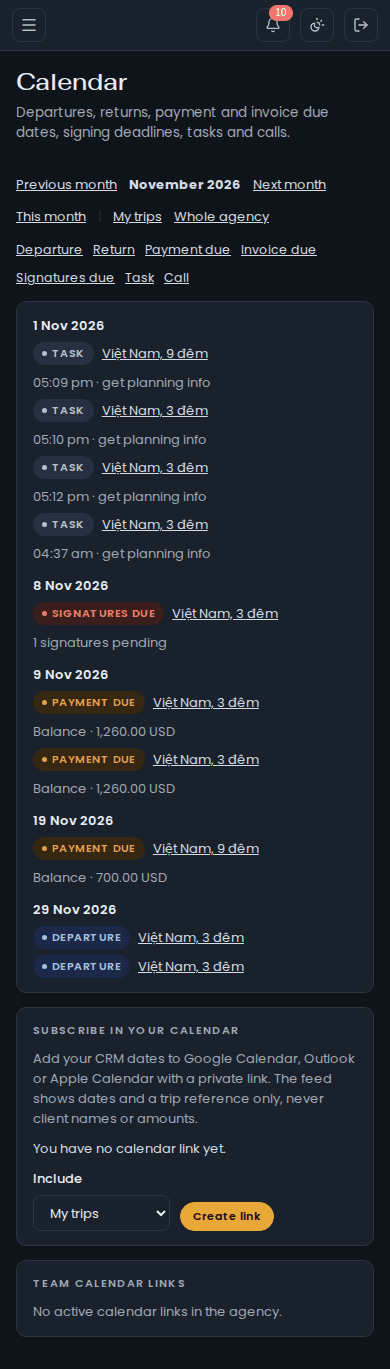 10
Calendar
Departures, returns, payment and invoice due
dates, signing deadlines, tasks and calls.
Previous month November 2026 Next month
This month | My trips Whole agency
Departure Return Payment due Invoice due
Signatures due Task Call
1 Nov 2026
TASK Việt Nam, 9 đêm
05:09 pm · get planning info
TASK Việt Nam, 3 đêm
05:10 pm · get planning info
TASK Việt Nam, 3 đêm
05:12 pm · get planning info
TASK Việt Nam, 3 đêm
04:37 am · get planning info
8 Nov 2026
SIGNATURES DUE Việt Nam, 3 đêm
1 signatures pending
9 Nov 2026
PAYMENT DUE Việt Nam, 3 đêm
Balance · 1,260.00 USD
PAYMENT DUE Việt Nam, 3 đêm
Balance · 1,260.00 USD
19 Nov 2026
PAYMENT DUE Việt Nam, 9 đêm
Balance · 700.00 USD
29 Nov 2026
DEPARTURE Việt Nam, 3 đêm
DEPARTURE Việt Nam, 3 đêm
SUBSCRIBE IN YOUR CALENDAR
Add your CRM dates to Google Calendar, Outlook
or Apple Calendar with a private link. The feed
shows dates and a trip reference only, never
client names or amounts.
You have no calendar link yet.
Include
My trips Create link
TEAM CALENDAR LINKS
No active calendar links in the agency.